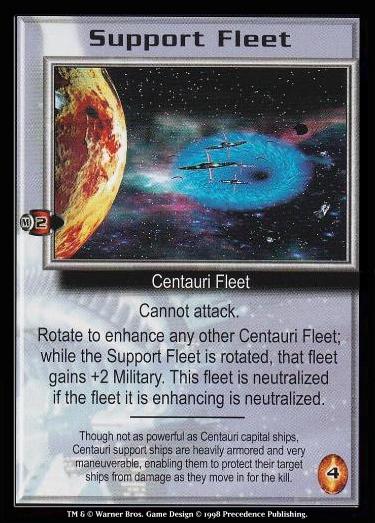 Support Fleet
M 2
Centauri Fleet
Cannot attack.
Rotate to enhance any other Centauri Fleet;
while the Support Fleet is rotated, that fleet
gains +2 Military. This fleet is neutralized
if the fleet it is enhancing is neutralized.
Though not as powerful as Centauri capital ships,
Centauri support ships are heavily armored and very
maneuverable, enabling them to protect their target
ships from damage as they move in for the kill.
4
TM & © Warner Bros. Game Design © 1998 Precedence Publishing.